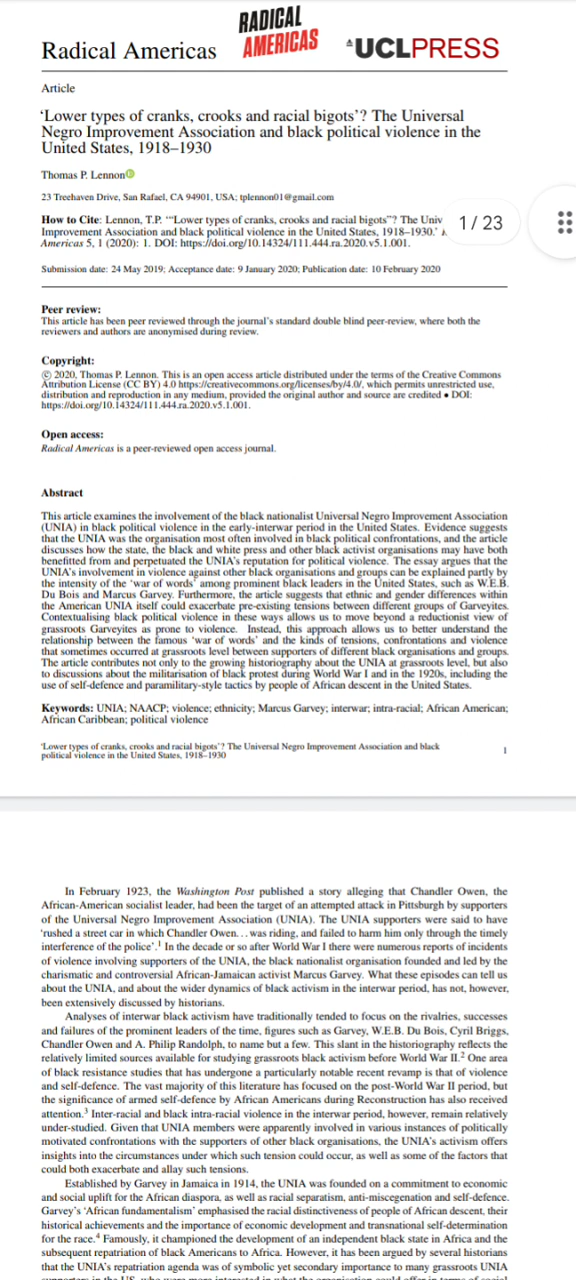 RADICAL
AMERICAS
Radical Americas
UCLPRESS
Article
'Lower types of cranks, crooks and racial bigots'? The Universal
Negro Improvement Association and black political violence in the
United States, 1918–1930
Thomas P. Lennon
23 Treehaven Drive, San Rafael, CA 94901, USA; tplennon01@gmail.com
How to Cite: Lennon, T.P. '"Lower types of cranks, crooks and racial bigots"? The Univ
Improvement Association and black political violence in the United States, 1918–1930.'
Americas 5, 1 (2020): 1. DOI: https://doi.org/10.14324/111.444.ra.2020.v5.1.001.
1/23
Submission date: 24 May 2019; Acceptance date: 9 January 2020; Publication date: 10 February 2020
Peer review:
This article has been peer reviewed through the journal's standard double blind peer-review, where both the
reviewers and authors are anonymised during review.
Copyright:
© 2020, Thomas P. Lennon. This is an open access article distributed under the terms of the Creative Commons
Attribution License (CC BY) 4.0 https://creativecommons.org/licenses/by/4.0/, which permits unrestricted use,
distribution and reproduction in any medium, provided the original author and source are credited • DOI:
https://doi.org/10.14324/111.444.ra.2020.v5.1.001.
Open access:
Radical Americas is a peer-reviewed open access journal.
Abstract
This article examines the involvement of the black nationalist Universal Negro Improvement Association
(UNIA) in black political violence in the early-interwar period in the United States. Evidence suggests
that the UNIA was the organisation most often involved in black political confrontations, and the article
discusses how the state, the black and white press and other black activist organisations may have both
benefitted from and perpetuated the UNIA's reputation for political violence. The essay argues that the
UNIA's involvement in violence against other black organisations and groups can be explained partly by
the intensity of the 'war of words' among prominent black leaders in the United States, such as W.E.B.
Du Bois and Marcus Garvey. Furthermore, the article suggests that ethnic and gender differences within
the American UNIA itself could exacerbate pre-existing tensions between different groups of Garveyites.
Contextualising black political violence in these ways allows us to move beyond a reductionist view of
grassroots Garveyites as prone to violence. Instead, this approach allows us to better understand the
relationship between the famous 'war of words' and the kinds of tensions, confrontations and violence
that sometimes occurred at grassroots level between supporters of different black organisations and groups.
The article contributes not only to the growing historiography about the UNIA at grassroots level, but also
to discussions about the militarisation of black protest during World War I and in the 1920s, including the
use of self-defence and paramilitary-style tactics by people of African descent in the United States.
Keywords: UNIA; NAACP; violence; ethnicity; Marcus Garvey; interwar; intra-racial; African American;
African Caribbean; political violence
'Lower types of cranks, crooks and racial bigots'? The Universal Negro Improvement Association and black
political violence in the United States, 1918–1930
1
In February 1923, the Washington Post published a story alleging that Chandler Owen, the
African-American socialist leader, had been the target of an attempted attack in Pittsburgh by supporters
of the Universal Negro Improvement Association (UNIA). The UNIA supporters were said to have
'rushed a street car in which Chandler Owen… was riding, and failed to harm him only through the timely
interference of the police'.1 In the decade or so after World War I there were numerous reports of incidents
of violence involving supporters of the UNIA, the black nationalist organisation founded and led by the
charismatic and controversial African-Jamaican activist Marcus Garvey. What these episodes can tell us
about the UNIA, and about the wider dynamics of black activism in the interwar period, has not, however,
been extensively discussed by historians.
Analyses of interwar black activism have traditionally tended to focus on the rivalries, successes
and failures of the prominent leaders of the time, figures such as Garvey, W.E.B. Du Bois, Cyril Briggs,
Chandler Owen and A. Philip Randolph, to name but a few. This slant in the historiography reflects the
relatively limited sources available for studying grassroots black activism before World War II.2 One area
of black resistance studies that has undergone a particularly notable recent revamp is that of violence
and self-defence. The vast majority of this literature has focused on the post-World War II period, but
the significance of armed self-defence by African Americans during Reconstruction has also received
attention.3 Inter-racial and black intra-racial violence in the interwar period, however, remain relatively
under-studied. Given that UNIA members were apparently involved in various instances of politically
motivated confrontations with the supporters of other black organisations, the UNIA's activism offers
insights into the circumstances under which such tension could occur, as well as some of the factors that
could both exacerbate and allay such tensions.
Established by Garvey in Jamaica in 1914, the UNIA was founded on a commitment to economic
and social uplift for the African diaspora, as well as racial separatism, anti-miscegenation and self-defence.
Garvey's 'African fundamentalism' emphasised the racial distinctiveness of people of African descent, their
historical achievements and the importance of economic development and transnational self-determination
for the race.4 Famously, it championed the development of an independent black state in Africa and the
subsequent repatriation of black Americans to Africa. However, it has been argued by several historians
that the UNIA's repatriation agenda was of symbolic yet secondary importance to many grassroots UNIA